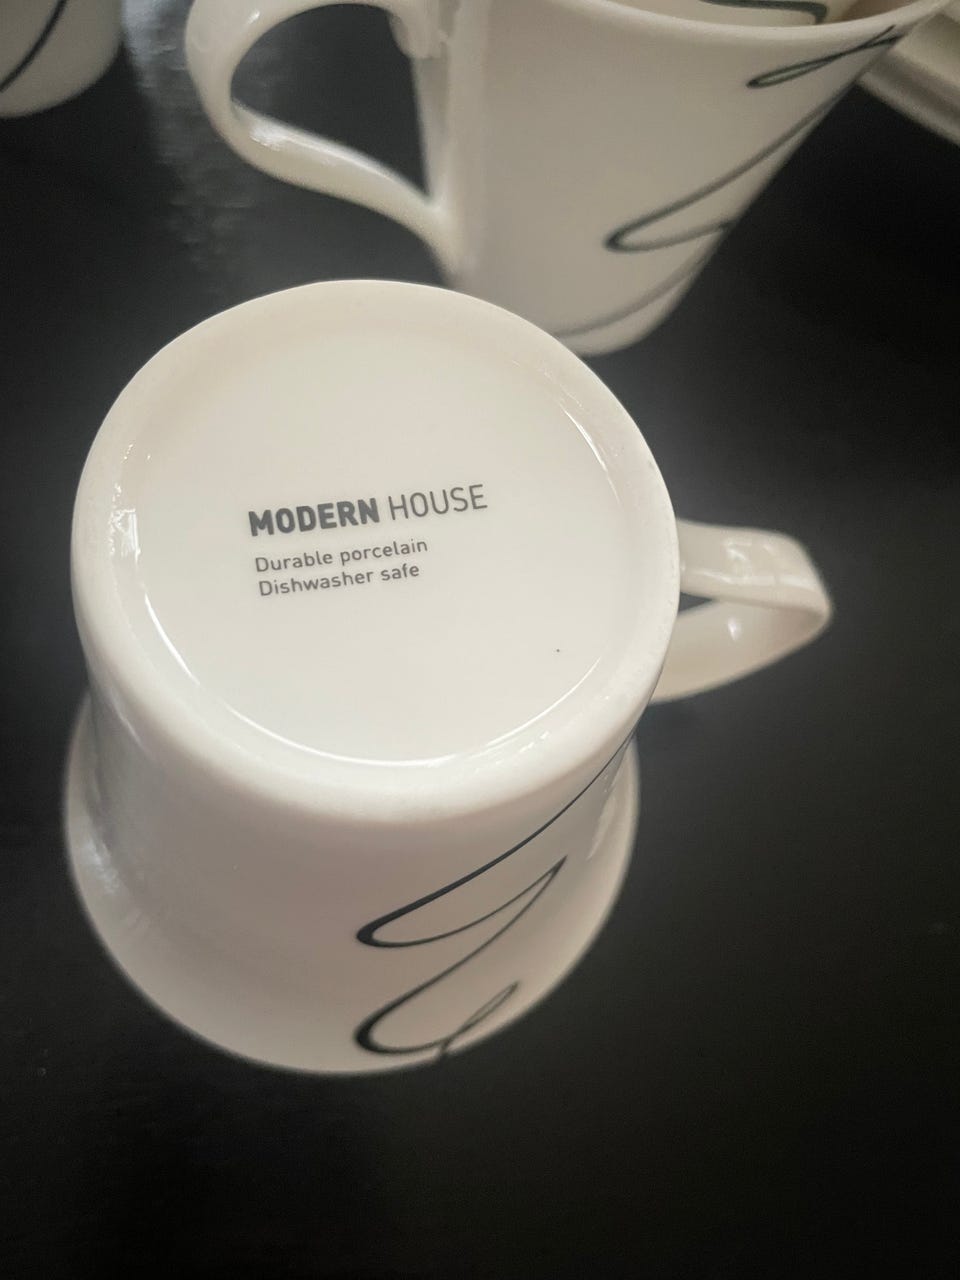 MODERN HOUSE
Durable porcelain
Dishwasher safe